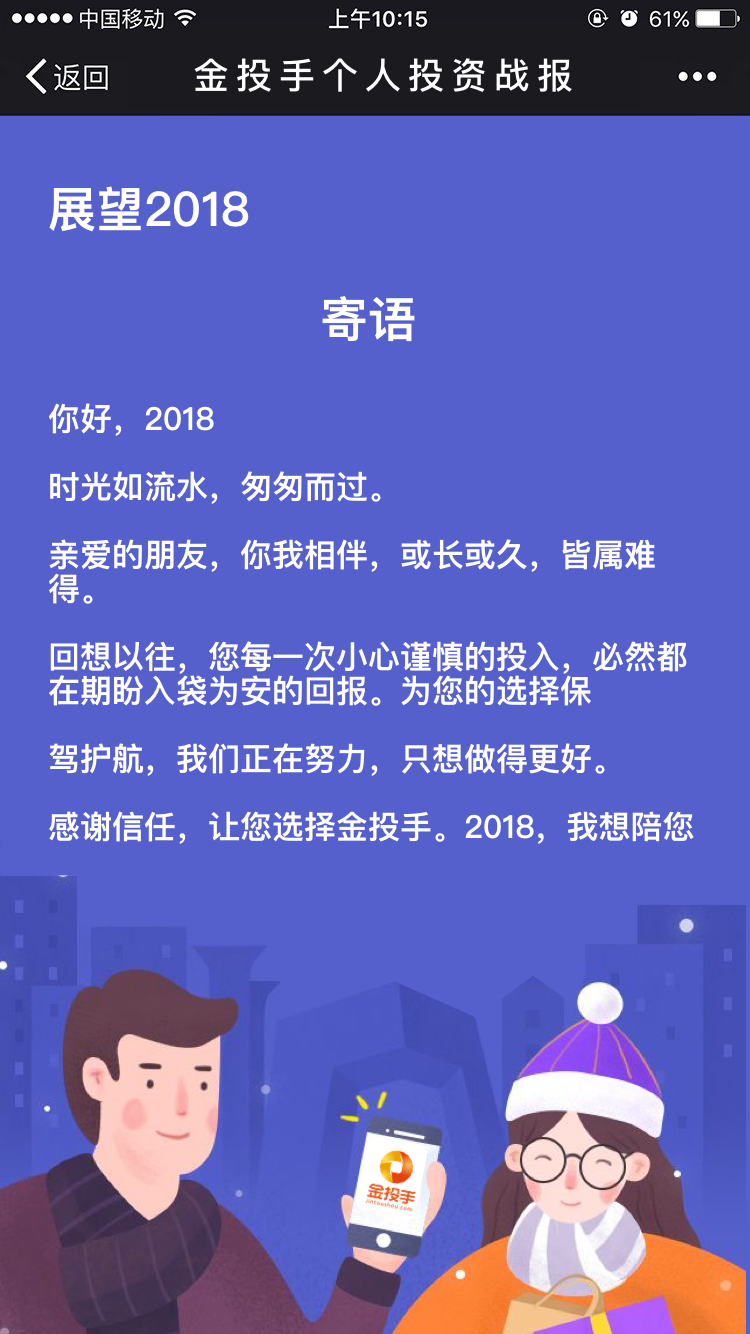 中国移动
上午10:15
61%
返回
金投手个人投资战报
展望2018
寄语
你好，2018
时光如流水，匆匆而过。
亲爱的朋友，你我相伴，或长或久，皆属难
得。
回想以往，您每一次小心谨慎的投入，必然都
在期盼入袋为安的回报。为您的选择保
驾护航，我们正在努力，只想做得更好。
感谢信任，让您选择金投手。2018，我想陪您
金投手
jintoushou.com